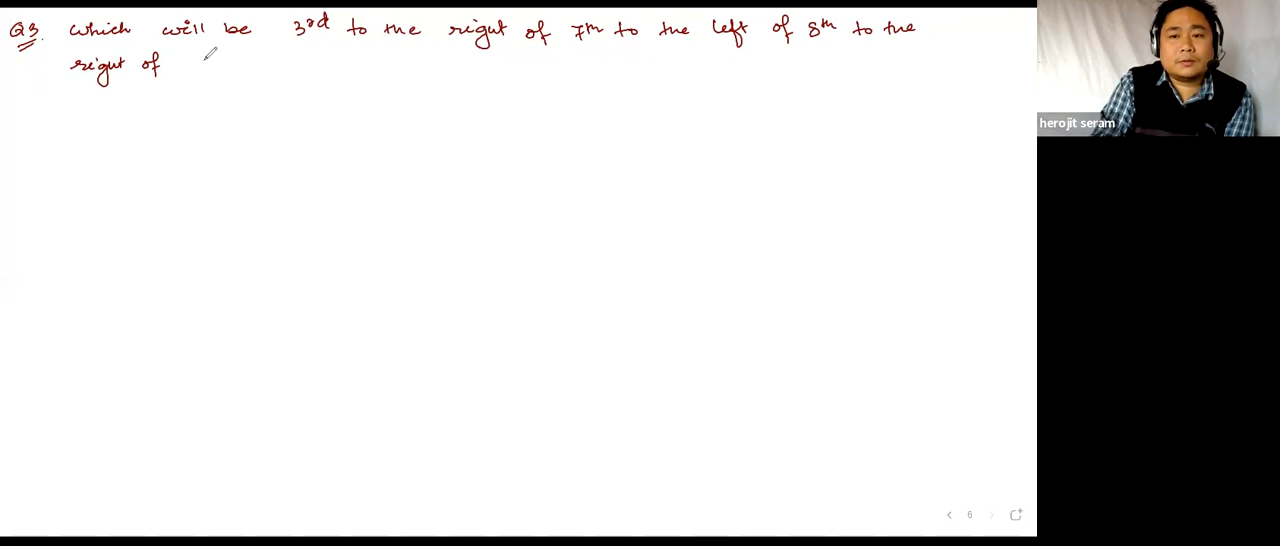 Q3. which will be 3rd to the right of 7th to the left of 8th to the
right of
herojit seram
6